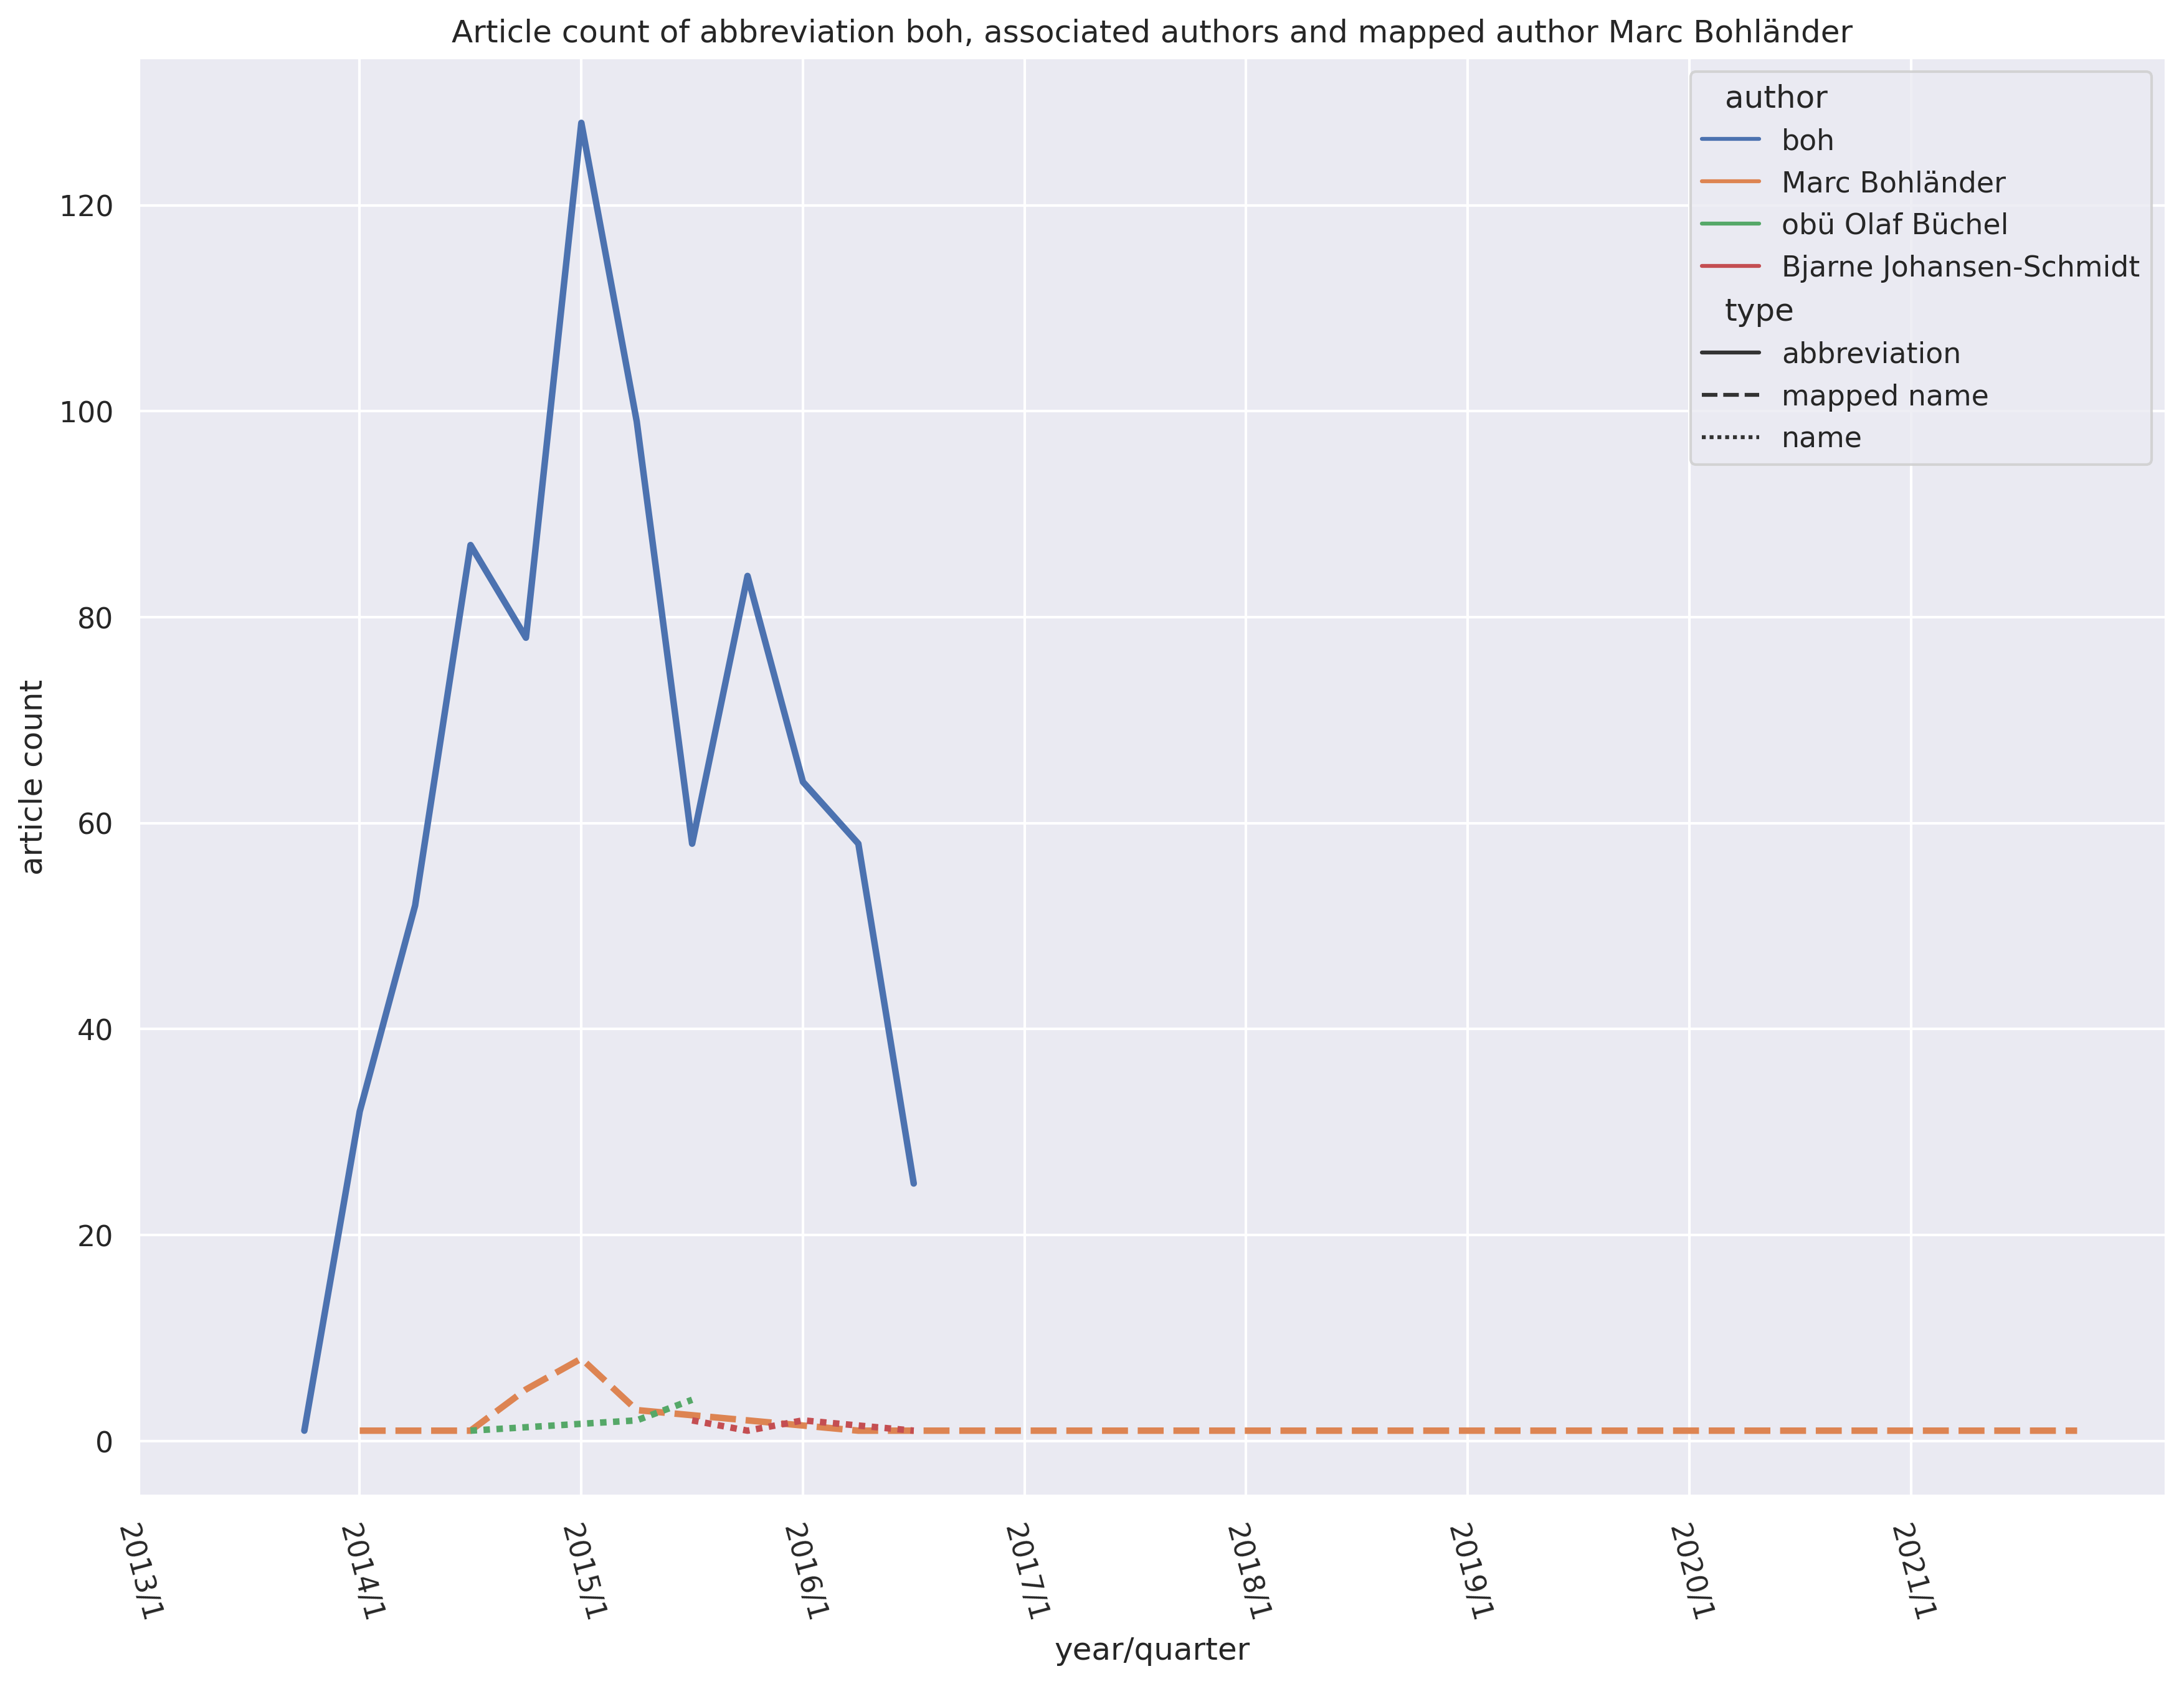 Article count of abbreviation boh, associated authors and mapped author Marc Bohländer
author
boh
Marc Bohländer
obü Olaf Büchel
Bjarne Johansen-Schmidt
type
abbreviation
mapped name
name
article count
120
100
80
60
40
20
0
2013/1
2014/1
2015/1
2016/1
2017/1
2018/1
2019/1
2020/1
2021/1
year/quarter